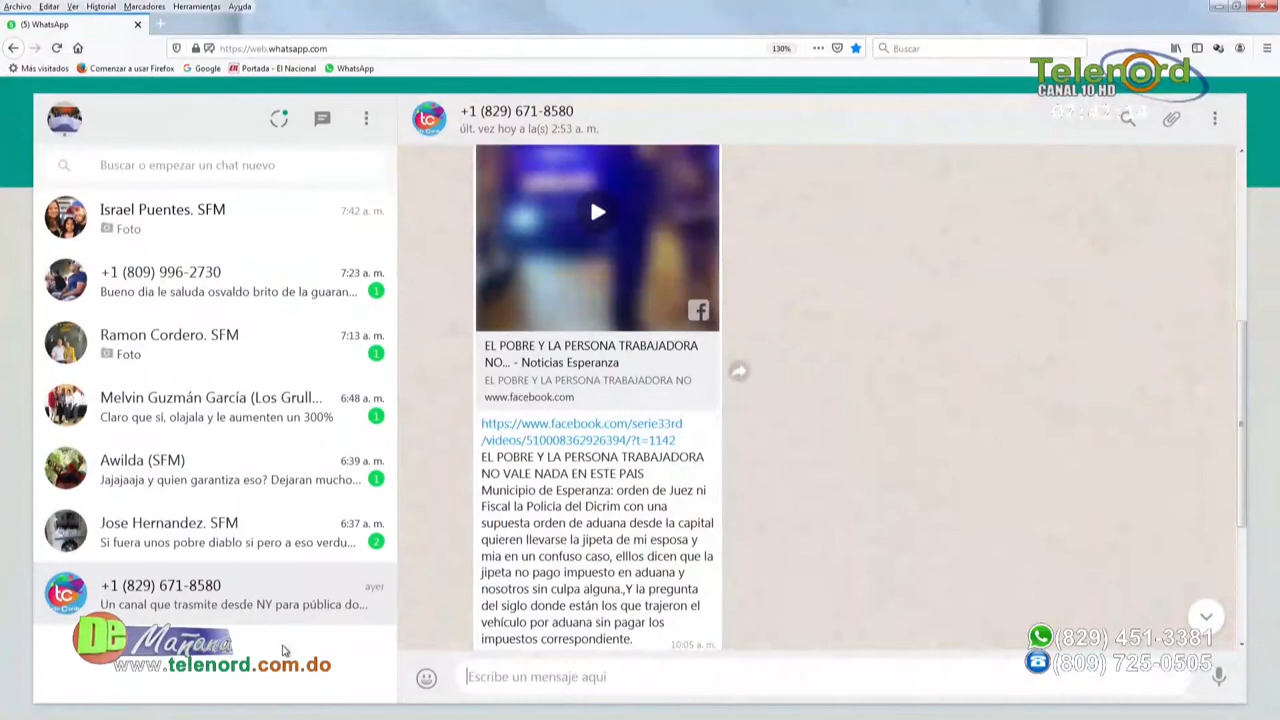 Archivo Editar Ver Historial Marcadores Herramientas Ayuda
(5) WhatsApp
https://web.whatsapp.com
130%
Buscar
Más visitados Comenzar a usar Firefox Google Portada - El Nacional WhatsApp
Telenord
CANAL 10.HD
+1 (829) 671-8580
últ. vez hoy a la(s) 2:53 a. m.
Buscar o empezar un chat nuevo
Israel Puentes. SFM 7:42 a. m.
Foto
+1 (809) 996-2730 7:23 a. m.
Bueno dia le saluda osvaldo brito de la guaran... 1
Ramon Cordero. SFM 7:13 a. m.
Foto 1
Melvin Guzmán García (Los Grull... 6:48 a. m.
Claro que sí, olajala y le aumenten un 300% 1
Awilda (SFM) 6:39 a. m.
Jajajaaja y quien garantiza eso? Dejaran mucho... 1
Jose Hernandez. SFM 6:37 a. m.
Si fuera unos pobre diablo si pero a eso verdu... 2
+1 (829) 671-8580 ayer
Un canal que trasmite desde NY para pública do...
tc
De Mañana
www.telenord.com.do
tc
EL POBRE Y LA PERSONA TRABAJADORA
NO... - Noticias Esperanza
EL POBRE Y LA PERSONA TRABAJADORA NO
www.facebook.com
https://www.facebook.com/serie33rd
/videos/510008362926394/?t=1142
EL POBRE Y LA PERSONA TRABAJADORA
NO VALE NADA EN ESTE PAIS
Municipio de Esperanza: orden de Juez ni
Fiscal la Policía del Dicrim con una
supuesta orden de aduana desde la capital
quieren llevarse la jipeta de mi esposa y
mia en un confuso caso, elllos dicen que la
jipeta no pago impuesto en aduana y
nosotros sin culpa alguna.,Y la pregunta
del siglo donde están los que trajeron el
vehículo por aduana sin pagar los
impuestos correspondiente.
10:05 a. m.
(829) 451-3381
(809) 725-0505
Escribe un mensaje aquí